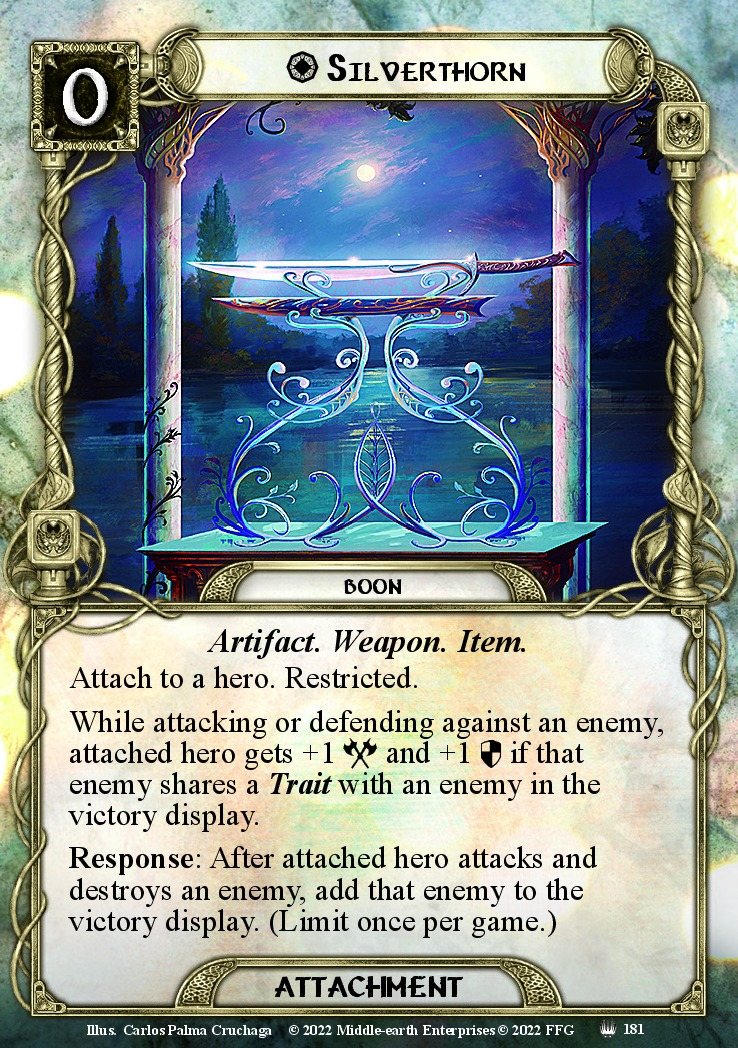 0
Silverthorn
BOON
Artifact. Weapon. Item.
Attach to a hero. Restricted.
While attacking or defending against an enemy,
attached hero gets +1 and +1 if that
enemy shares a Trait with an enemy in the
victory display.
Response: After attached hero attacks and
destroys an enemy, add that enemy to the
victory display. (Limit once per game.)
ATTACHMENT
Illus. Carlos Palma Cruchaga © 2022 Middle-earth Enterprises © 2022 FFG 181